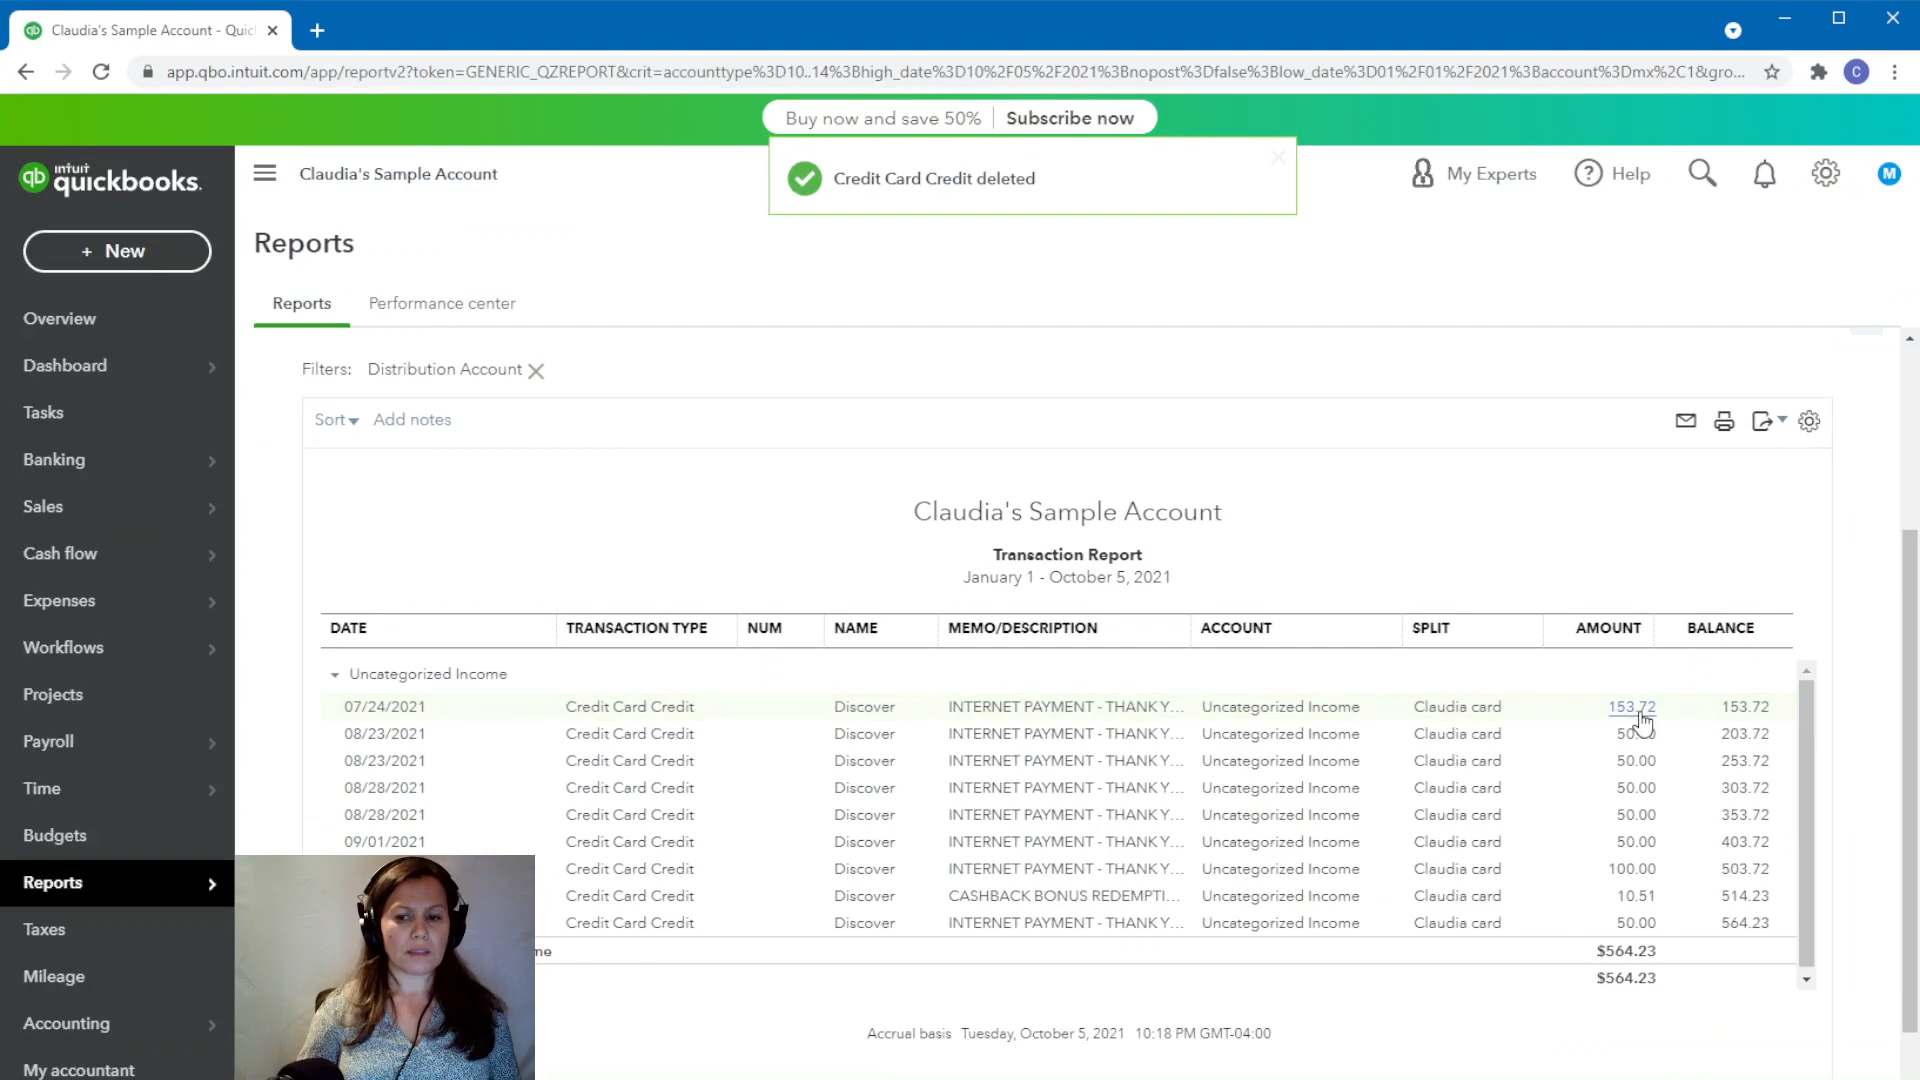 Claudia's Sample Account - Quic
app.qbo.intuit.com/app/reportv2?token=GENERIC_QZREPORT&crit=accounttype%3D10..14%3Bhigh_date%3D10%2F05%2F2021%3Bnopost%3Dfalse%3Blow_date%3D01%2F01%2F2021%3Baccount%3Dmx%2C1&gro...
C
Buy now and save 50% Subscribe now
qb intuit quickbooks.
Claudia's Sample Account
Credit Card Credit deleted
My Experts
Help
M
+ New
Overview
Dashboard
Tasks
Banking
Sales
Cash flow
Expenses
Workflows
Projects
Payroll
Time
Budgets
Reports
Taxes
Mileage
Accounting
My accountant
Reports
Reports Performance center
Filters: Distribution Account
Sort Add notes
Claudia's Sample Account
Transaction Report
January 1 - October 5, 2021
DATE TRANSACTION TYPE NUM NAME MEMO/DESCRIPTION ACCOUNT SPLIT AMOUNT BALANCE
Uncategorized Income
07/24/2021 Credit Card Credit Discover INTERNET PAYMENT - THANK Y... Uncategorized Income Claudia card 153.72 153.72
08/23/2021 Credit Card Credit Discover INTERNET PAYMENT - THANK Y... Uncategorized Income Claudia card 50.00 203.72
08/23/2021 Credit Card Credit Discover INTERNET PAYMENT - THANK Y... Uncategorized Income Claudia card 50.00 253.72
08/28/2021 Credit Card Credit Discover INTERNET PAYMENT - THANK Y... Uncategorized Income Claudia card 50.00 303.72
08/28/2021 Credit Card Credit Discover INTERNET PAYMENT - THANK Y... Uncategorized Income Claudia card 50.00 353.72
09/01/2021 Credit Card Credit Discover INTERNET PAYMENT - THANK Y... Uncategorized Income Claudia card 50.00 403.72
Credit Card Credit Discover INTERNET PAYMENT - THANK Y... Uncategorized Income Claudia card 100.00 503.72
Credit Card Credit Discover CASHBACK BONUS REDEMPTI... Uncategorized Income Claudia card 10.51 514.23
Credit Card Credit Discover INTERNET PAYMENT - THANK Y... Uncategorized Income Claudia card 50.00 564.23
me $564.23
$564.23
Accrual basis Tuesday, October 5, 2021 10:18 PM GMT-04:00